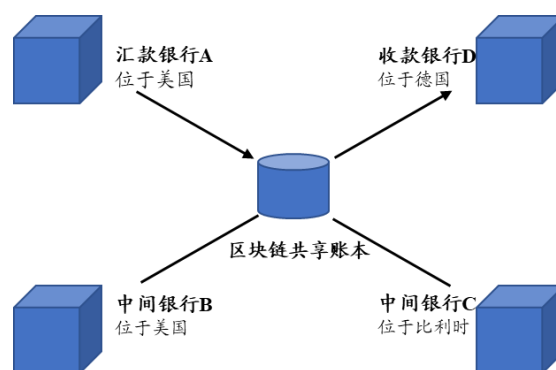 汇款银行A
位于美国
收款银行D
位于德国
区块链共享账本
中间银行B
位于美国
中间银行C
位于比利时